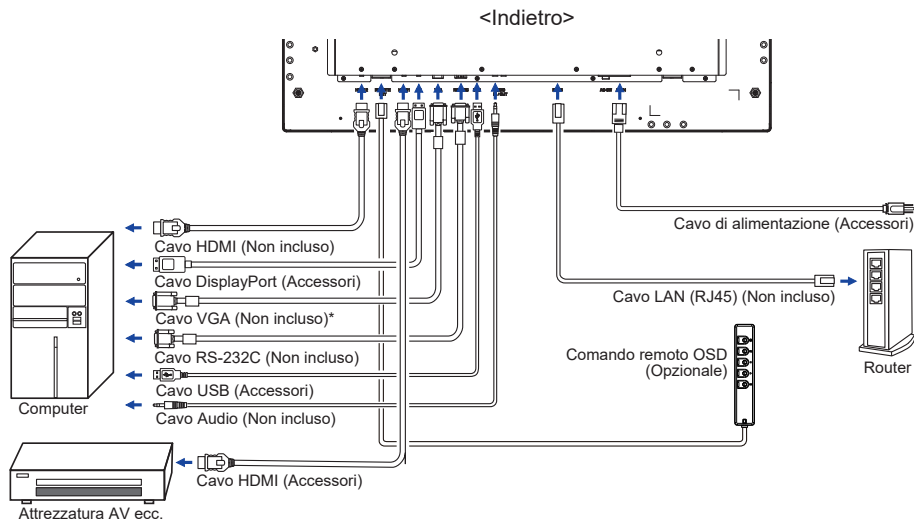 <Indietro>
Cavo di alimentazione (Accessori)
Cavo HDMI (Non incluso)
Cavo DisplayPort (Accessori)
Cavo LAN (RJ45) (Non incluso)
Cavo VGA (Non incluso)*
Cavo RS-232C (Non incluso)
Comando remoto OSD
(Opzionale)
Router
Cavo USB (Accessori)
Computer
Cavo Audio (Non incluso)
Cavo HDMI (Accessori)
Attrezzatura AV ecc.